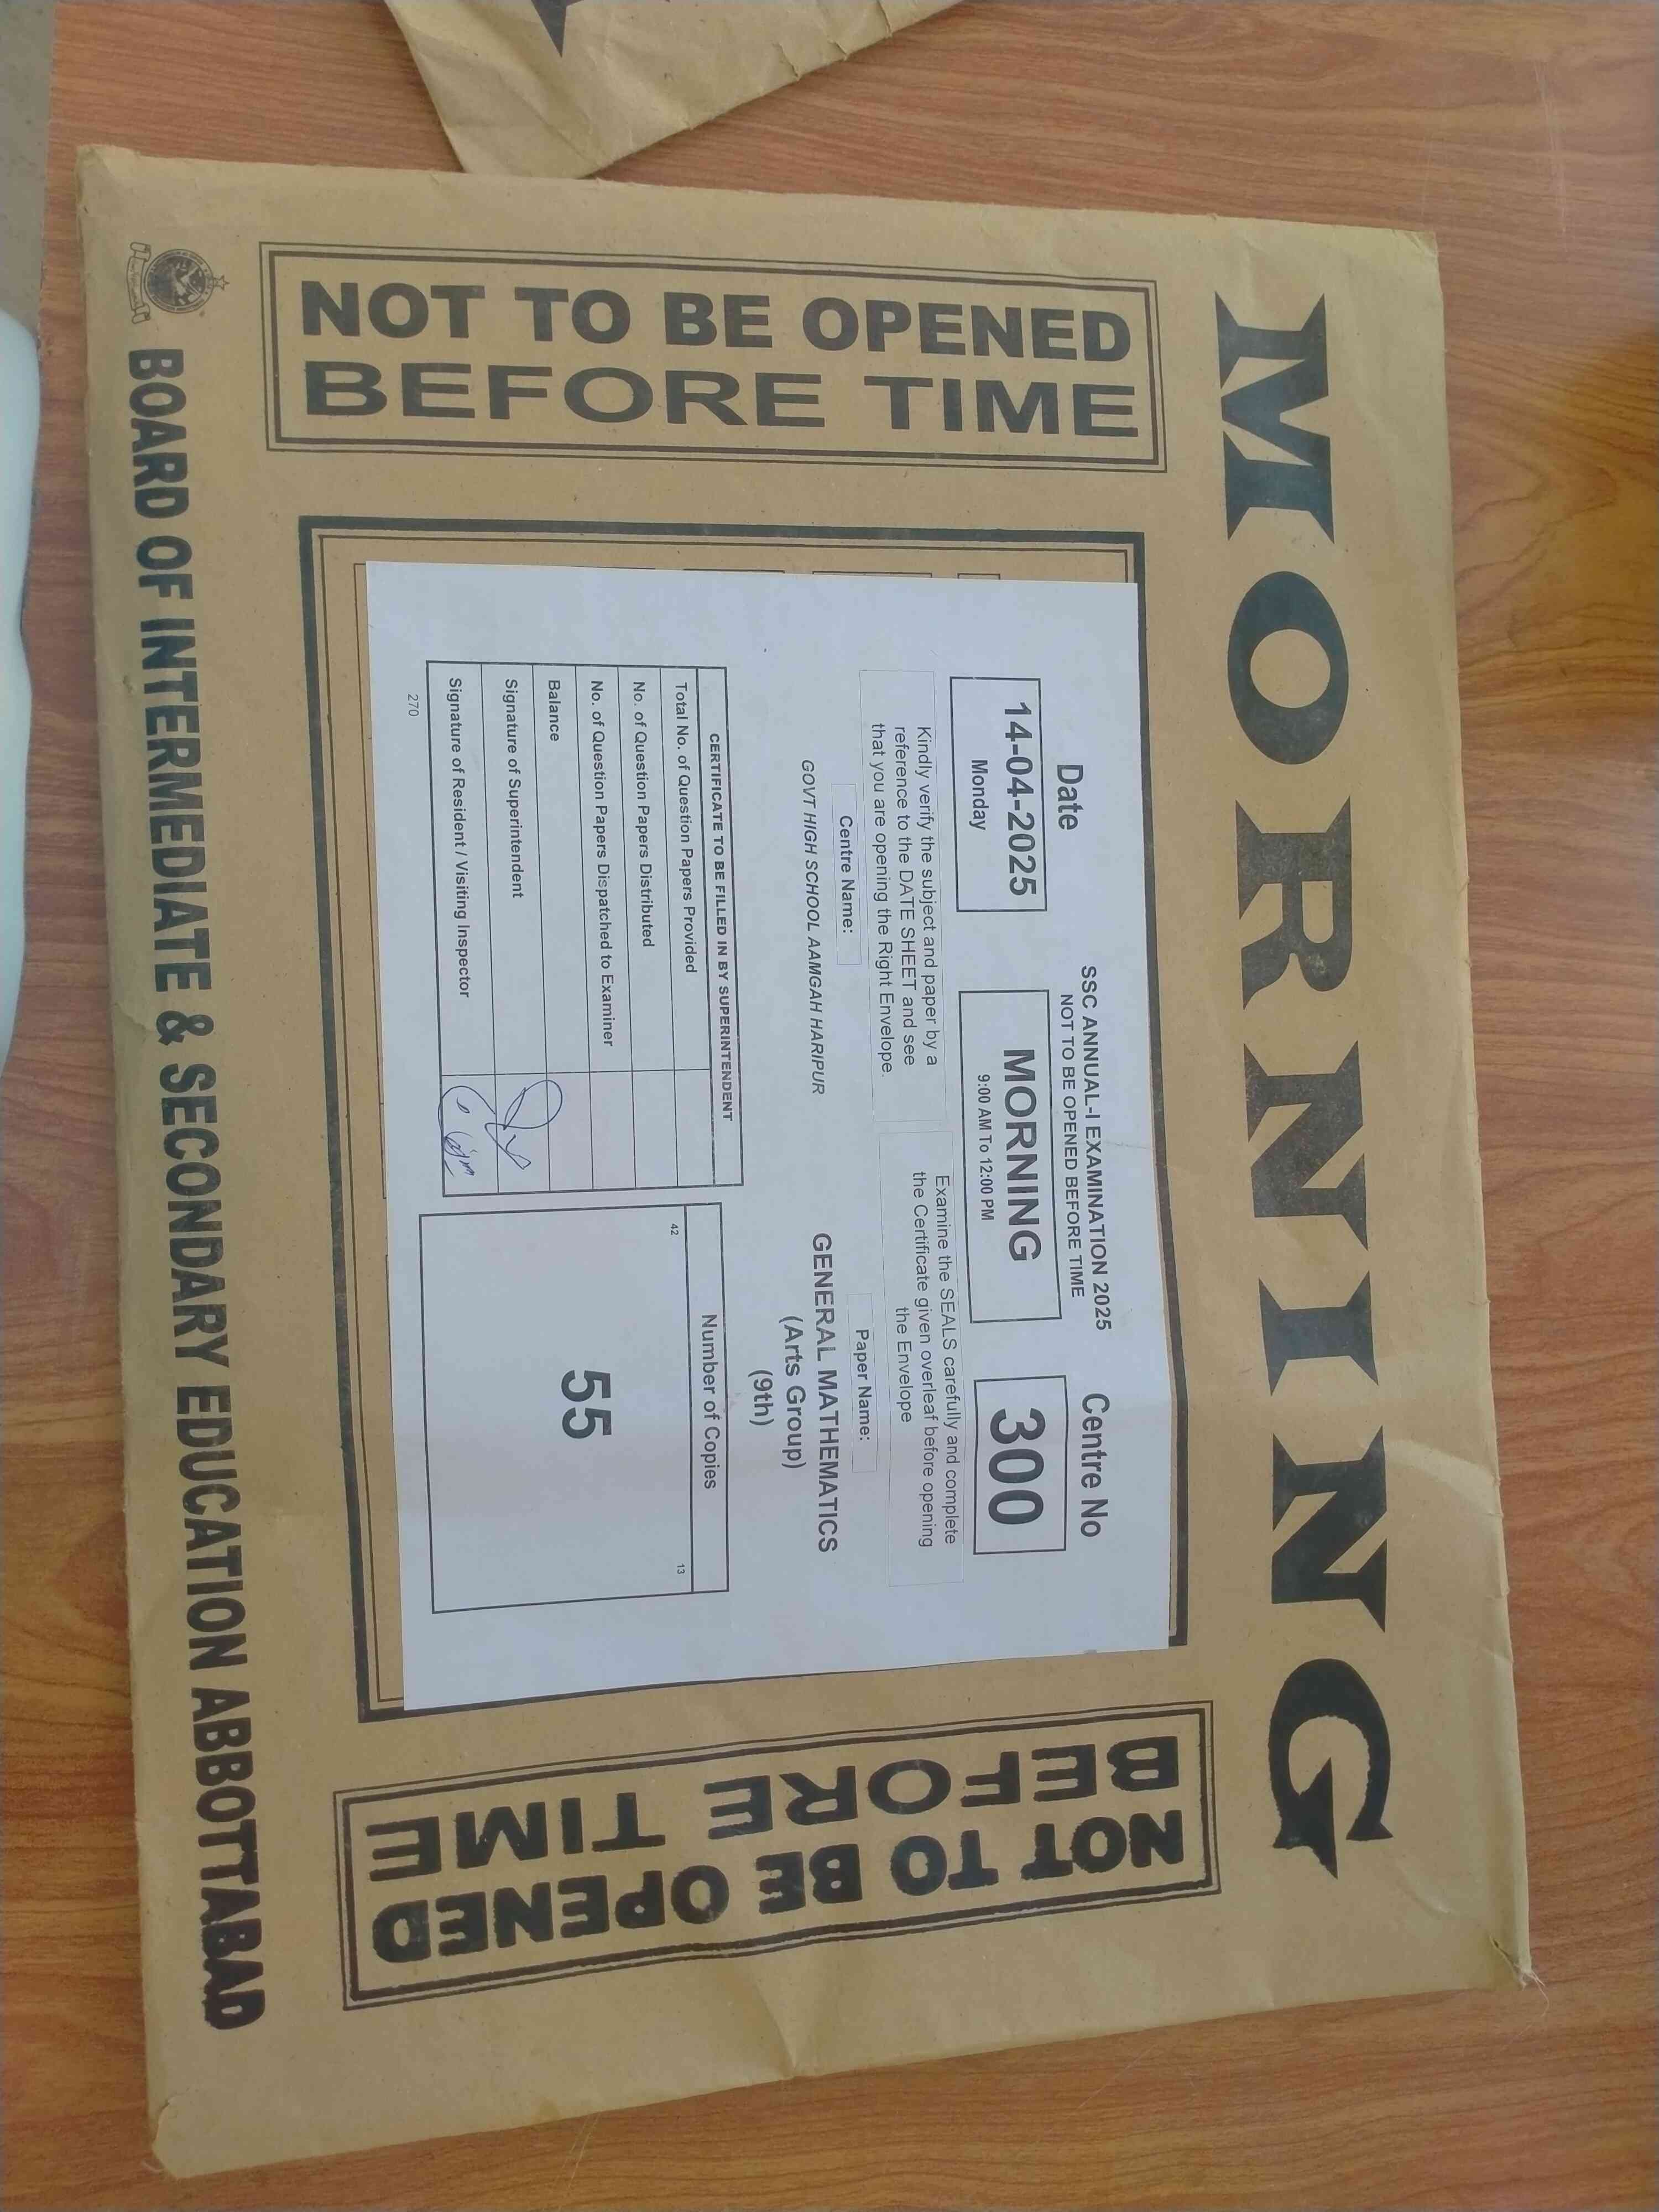 MORNING
NOT TO BE OPENED
BEFORE TIME
SSC ANNUAL-I EXAMINATION 2025
NOT TO BE OPENED BEFORE TIME
Date
14-04-2025
Monday
MORNING
9:00 AM To 12:00 PM
Centre No
300
Kindly verify the subject and paper by a
reference to the DATE SHEET and see
that you are opening the Right Envelope.
Examine the SEALS carefully and complete
the Certificate given overleaf before opening
the Envelope
Centre Name:
GOVT HIGH SCHOOL AAMGAH HARIPUR
Paper Name:
GENERAL MATHEMATICS
(Arts Group)
(9th)
CERTIFICATE TO BE FILLED IN BY SUPERINTENDENT
Total No. of Question Papers Provided
No. of Question Papers Distributed
No. of Question Papers Dispatched to Examiner
Balance
Signature of Superintendent
Signature of Resident / Visiting Inspector
270
Number of Copies
42
13
55
NOT TO BE OPENED
BEFORE TIME
BOARD OF INTERMEDIATE & SECONDARY EDUCATION ABBOTTABAD